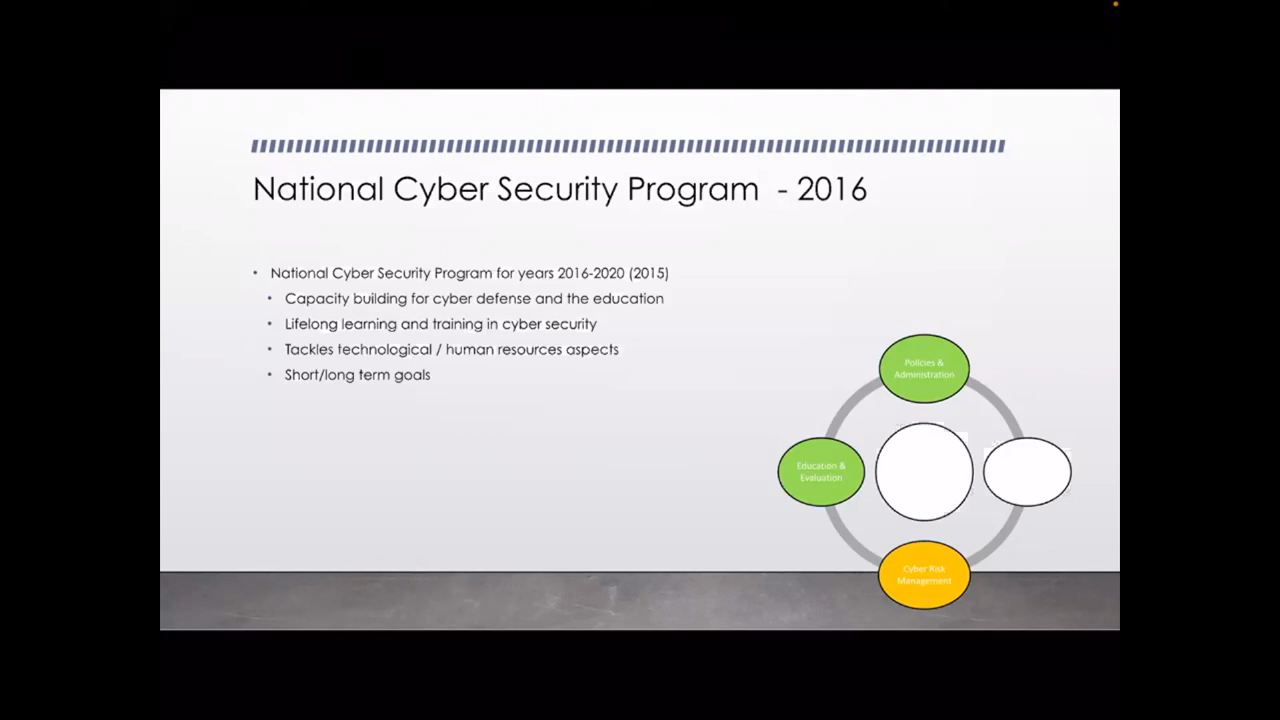 National Cyber Security Program - 2016
• National Cyber Security Program for years 2016-2020 (2015)
• Capacity building for cyber defense and the education
• Lifelong learning and training in cyber security
• Tackles technological / human resources aspects
• Short/long term goals
Policies &
Administration
Education &
Evaluation
Cyber Risk
Management